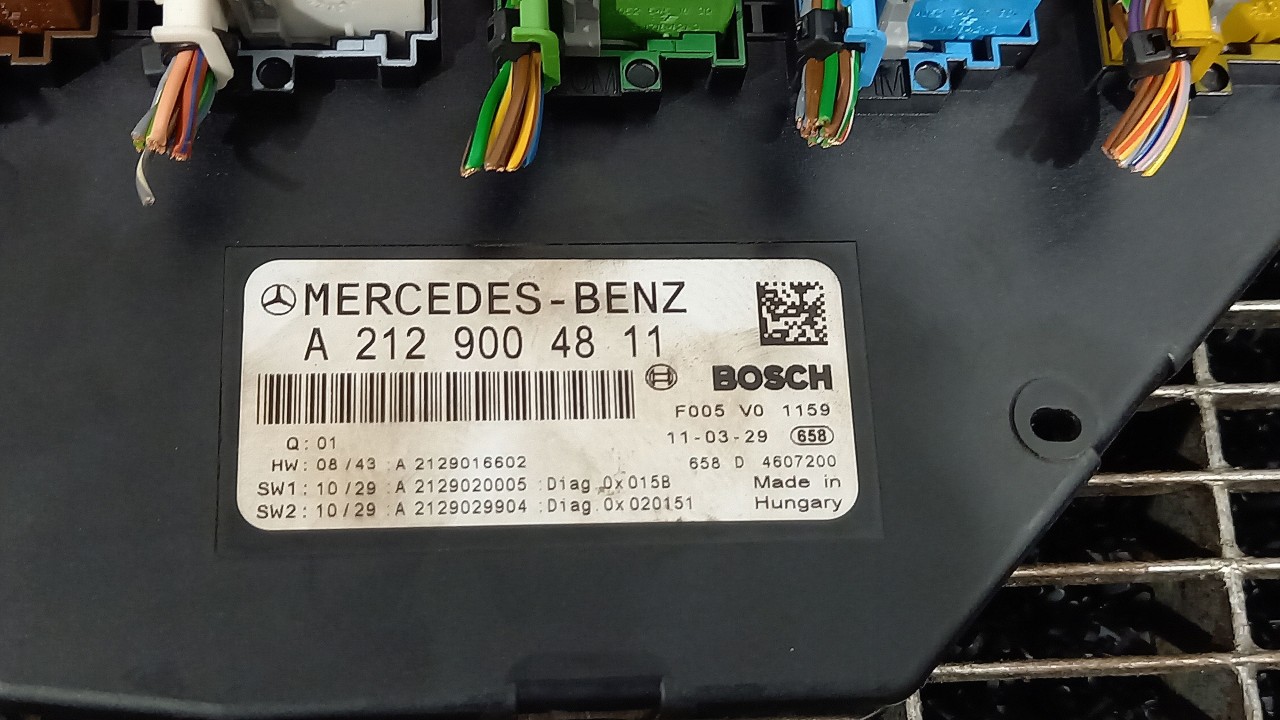 MERCEDES-BENZ
A 212 900 48 11
BOSCH
F005 V0 1159
Q: 01
11-03-29 658
HW: 08/43 :A 2129016602
658 D 4607200
SW1: 10/29 :A 2129020005 :Diag.0x015B
Made in
SW2: 10/29 :A 2129029904 :Diag.0x020151
Hungary